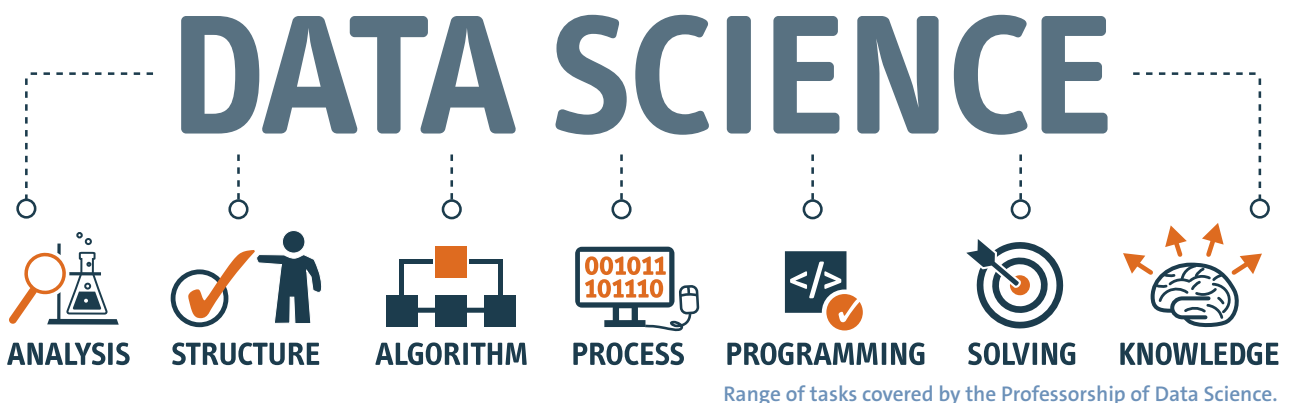 DATA SCIENCE
001011
101110
</>
ANALYSIS STRUCTURE ALGORITHM PROCESS PROGRAMMING SOLVING KNOWLEDGE
Range of tasks covered by the Professorship of Data Science.